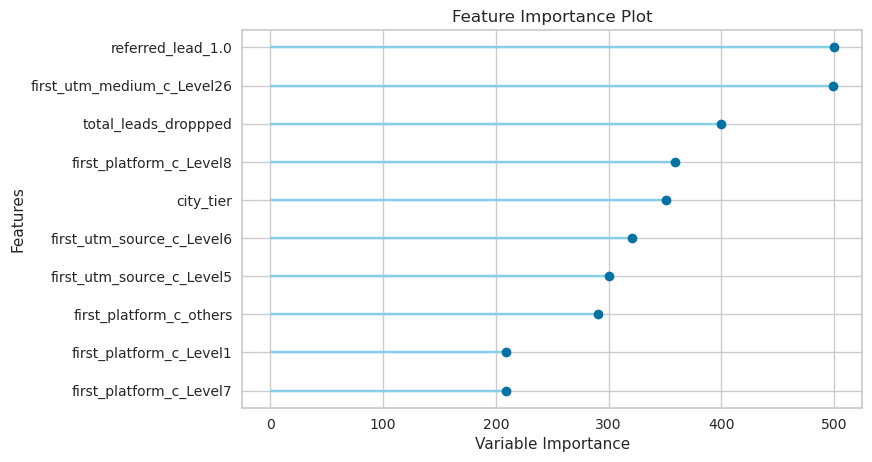 Feature Importance Plot
referred_lead_1.0
first_utm_medium_c_Level26
total_leads_droppped
first_platform_c_Level8
city_tier
first_utm_source_c_Level6
first_utm_source_c_Level5
first_platform_c_others
first_platform_c_Level1
first_platform_c_Level7
Features
0 100 200 300 400 500
Variable Importance